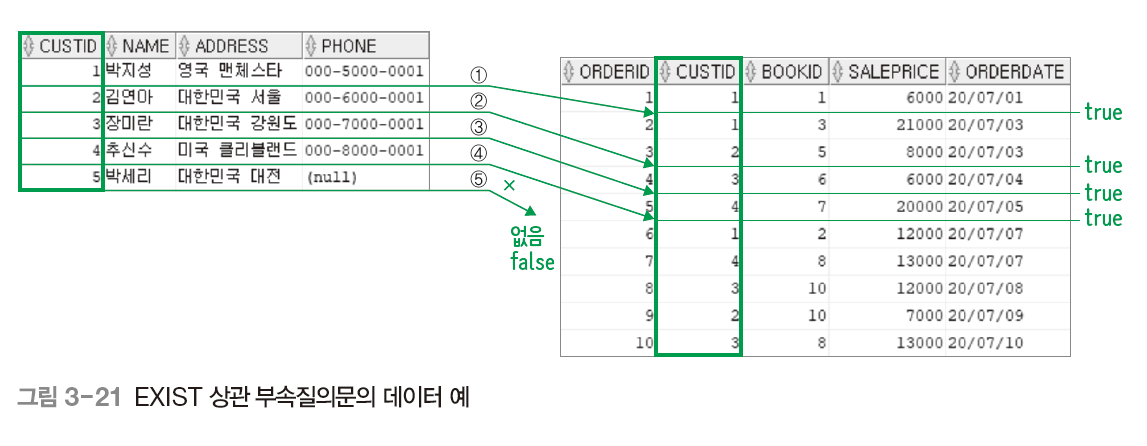 CUSTID NAME ADDRESS PHONE
1 박지성 영국 맨체스타 000-5000-0001
2 김연아 대한민국 서울 000-6000-0001
3 장미란 대한민국 강원도 000-7000-0001
4 추신수 미국 클리블랜드 000-8000-0001
5 박세리 대한민국 대전 (null)
①
②
③
④
⑤ ×
없음
false
ORDERID CUSTID BOOKID SALEPRICE ORDERDATE
1 1 1 6000 20/07/01
2 1 3 21000 20/07/03
3 2 5 8000 20/07/03
4 3 6 6000 20/07/04
5 4 7 20000 20/07/05
6 1 2 12000 20/07/07
7 4 8 13000 20/07/07
8 3 10 12000 20/07/08
9 2 10 7000 20/07/09
10 3 8 13000 20/07/10
true
true
true
true
그림 3-21 EXIST 상관 부속질의문의 데이터 예